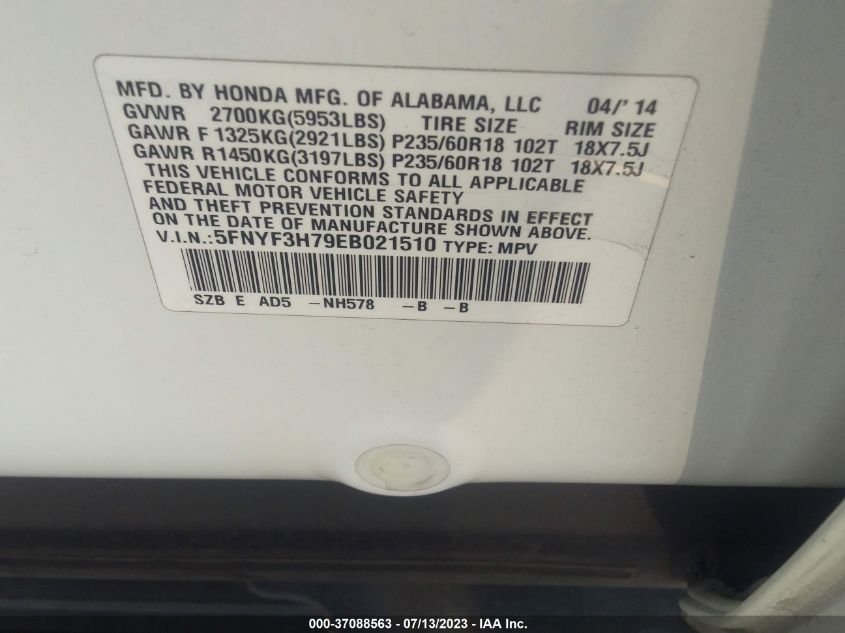 MFD. BY HONDA MFG. OF ALABAMA, LLC 04/' 14
GVWR 2700KG(5953LBS) TIRE SIZE RIM SIZE
GAWR F 1325KG(2921LBS) P235/60R18 102T 18X7.5J
GAWR R1450KG(3197LBS) P235/60R18 102T 18X7.5J
THIS VEHICLE CONFORMS TO ALL APPLICABLE
FEDERAL MOTOR VEHICLE SAFETY
AND THEFT PREVENTION STANDARDS IN EFFECT
ON THE DATE OF MANUFACTURE SHOWN ABOVE.
V.I.N.:5FNYF3H79EB021510 TYPE: MPV
SZB E AD5 -NH578 -B -B
000-37088563 - 07/13/2023 - IAA Inc.